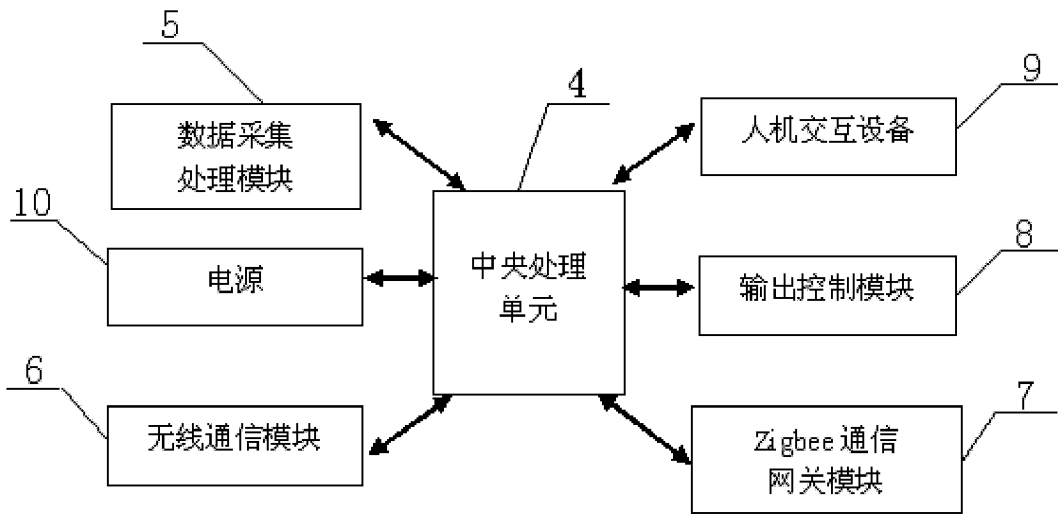 5
数据采集
处理模块
4
9
人机交互设备
10
电源
中央处理
单元
8
输出控制模块
6
无线通信模块
7
Zigbee通信
网关模块